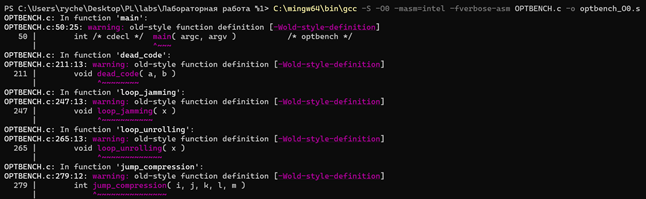 PS C:\Users\ryche\Desktop\PL\labs\Лабораторная работа %1> C:\mingw64\bin\gcc -S -O0 -masm=intel -fverbose-asm OPTBENCH.c -o optbench_O0.s
OPTBENCH.c: In function 'main':
OPTBENCH.c:50:25: warning: old-style function definition [-Wold-style-definition]
50 | int /* cdecl */ main( argc, argv ) /* optbench */
| ^~~~
OPTBENCH.c: In function 'dead_code':
OPTBENCH.c:211:13: warning: old-style function definition [-Wold-style-definition]
211 | void dead_code( a, b )
| ^~~~~~~~~
OPTBENCH.c: In function 'loop_jamming':
OPTBENCH.c:247:13: warning: old-style function definition [-Wold-style-definition]
247 | void loop_jamming( x )
| ^~~~~~~~~~~~
OPTBENCH.c: In function 'loop_unrolling':
OPTBENCH.c:265:13: warning: old-style function definition [-Wold-style-definition]
265 | void loop_unrolling( x )
| ^~~~~~~~~~~~~~
OPTBENCH.c: In function 'jump_compression':
OPTBENCH.c:279:12: warning: old-style function definition [-Wold-style-definition]
279 | int jump_compression( i, j, k, l, m )
| ^~~~~~~~~~~~~~~~